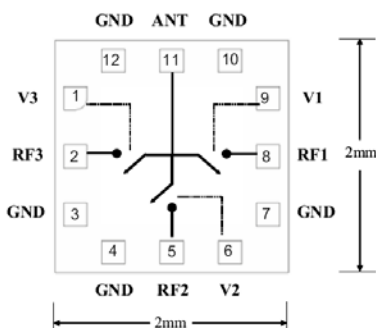 GND ANT GND
12 11 10
V3 1 9 V1
RF3 2 8 RF1
2mm
GND 3 7 GND
4 5 6
GND RF2 V2
2mm